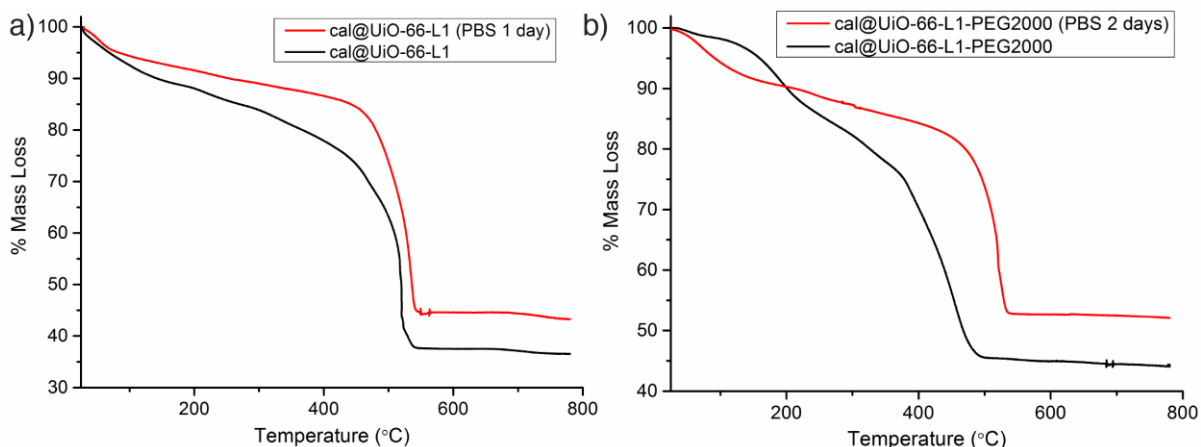 a)
cal@UiO-66-L1 (PBS 1 day)
cal@UiO-66-L1
% Mass Loss
100
90
80
70
60
50
40
30
200
400
600
800
Temperature (°C)
b)
cal@UiO-66-L1-PEG2000 (PBS 2 days)
cal@UiO-66-L1-PEG2000
% Mass Loss
100
90
80
70
60
50
40
200
400
600
800
Temperature (°C)